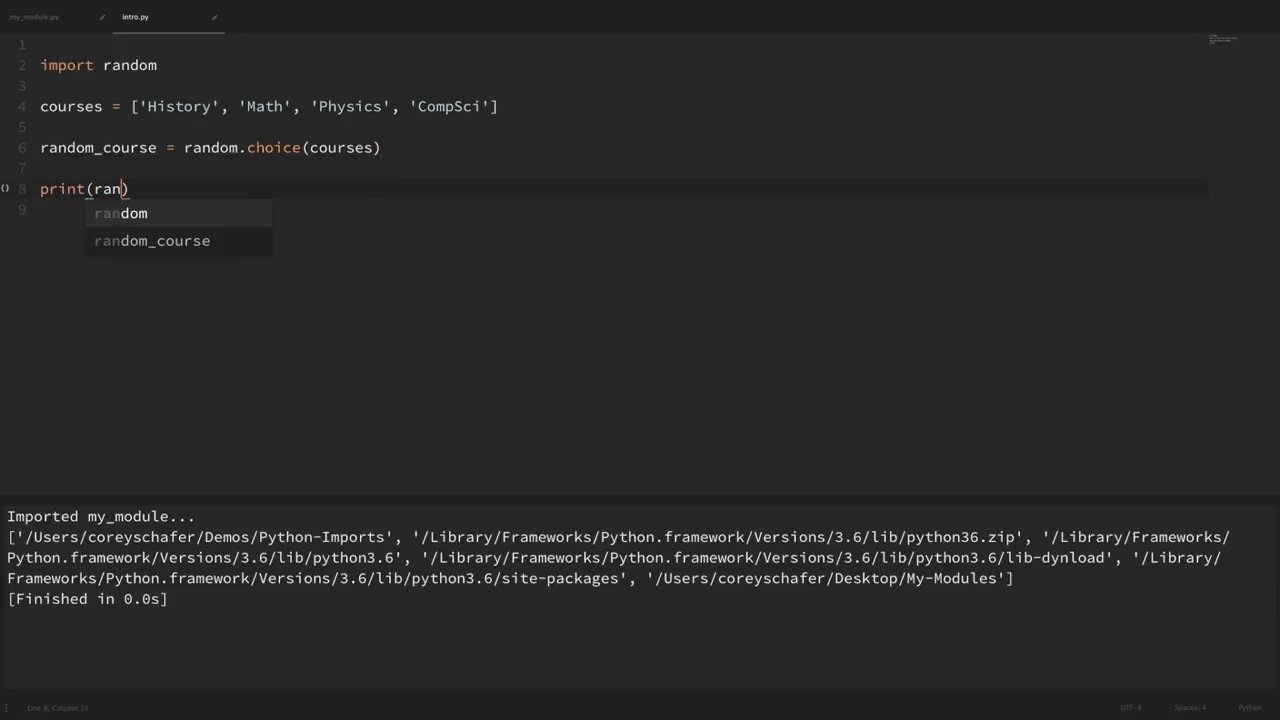 my_module.py intro.py
1
2 import random
3
4 courses = ['History', 'Math', 'Physics', 'CompSci']
5
6 random_course = random.choice(courses)
7
() 8 print(ran)
random
9
random_course
Imported my_module...
['/Users/coreyschafer/Demos/Python-Imports', '/Library/Frameworks/Python.framework/Versions/3.6/lib/python36.zip', '/Library/Frameworks/
Python.framework/Versions/3.6/lib/python3.6', '/Library/Frameworks/Python.framework/Versions/3.6/lib/python3.6/lib-dynload', '/Library/
Frameworks/Python.framework/Versions/3.6/lib/python3.6/site-packages', '/Users/coreyschafer/Desktop/My-Modules']
[Finished in 0.0s]
Line 8, Column 10 UTF-8 Spaces: 4 Python